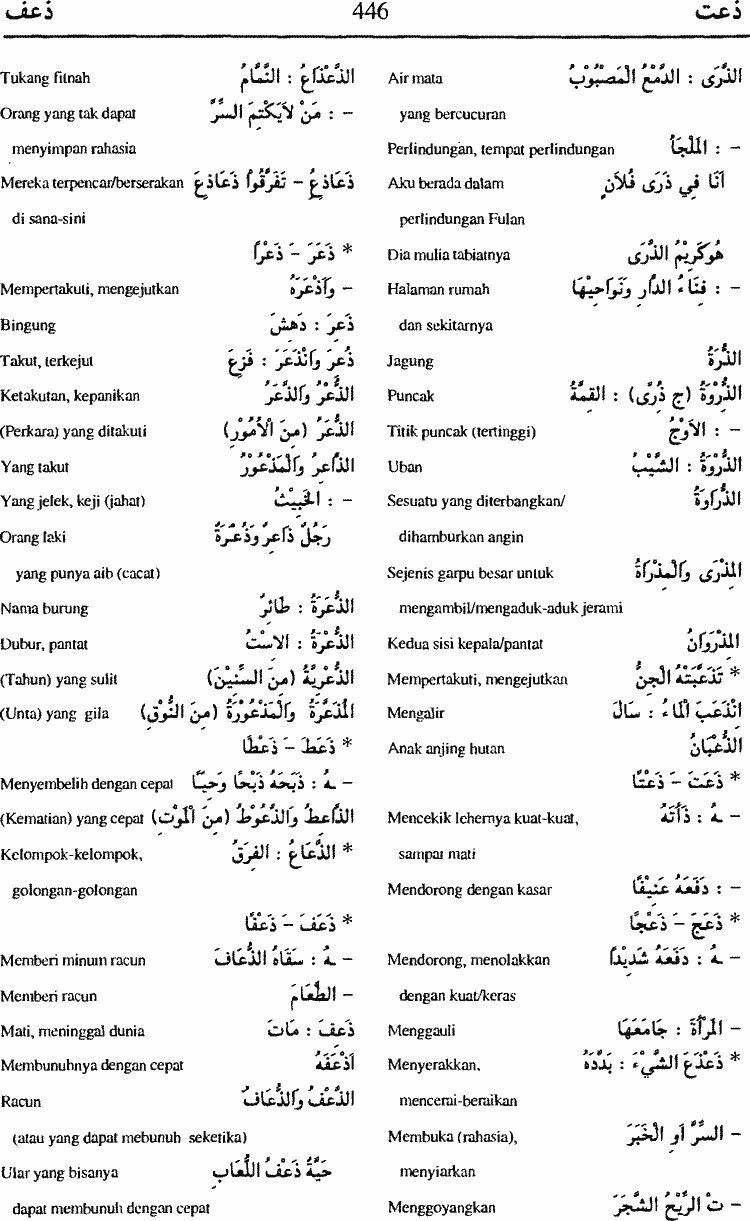 ذعت 446 ذعف
Air mata الذَّرَى : الدَّمْعُ الْمَصْبُوْبُ
yang bercucuran
Perlindungan, tempat perlindungan - : الْمَلْجَأُ
Aku berada dalam أَنَا فِي ذَرَى فُلَانٍ
perlindungan Fulan
Dia mulia tabiatnya هُوَكَرِيْمُ الذَّرَى
Halaman rumah - : فِنَاءُ الدَّارِ وَنَوَاحِيْهَا
dan sekitarnya
Jagung الذُّرَةُ
Puncak الذُّرْوَةُ (ج ذُرًى) : القِمَّةُ
Titik puncak (tertinggi) - : الْأَوْجُ
Uban الذُّرْوَةُ : الشَّيْبُ
Sesuatu yang diterbangkan/ الذُّرَاوَةُ
dihamburkan angin
Sejenis garpu besar untuk المِذْرَى وَالْمِذْرَاةُ
mengambil/mengaduk-aduk jerami
Kedua sisi kepala/pantat المِذْرَوَانُ
Mempertakuti, mengejutkan * تَذَعَّبَتْهُ الْجِنُّ
Mengalir انْذَعَبَ الْمَاءُ : سَالَ
Anak anjing hutan الذُّعْبَانُ
* ذَعَتَ - ذَعْتًا
Mencekik lehernya kuat-kuat, - ـهُ : ذَأَتَهُ
sampai mati
Mendorong dengan kasar - : دَفَعَهُ عَنِيْفًا
* ذَعَجَ - ذَعْجًا
Mendorong, menolakkan - ـهُ : دَفَعَهُ شَدِيْدًا
dengan kuat/keras
Menggauli - الْمَرْأَةَ : جَامَعَهَا
Menyerakkan, * ذَعْذَعَ الشَّيْءَ : بَدَّدَهُ
mencerai-beraikan
Membuka (rahasia), - السِّرَّ أَوِ الْخَبَرَ
menyiarkan
Menggoyangkan - تْ الرِّيْحُ الشَّجَرَ
Tukang fitnah الذَّعْذَاعُ : النَّمَّامُ
Orang yang tak dapat - : مَنْ لَايَكْتُمُ السِّرَّ
menyimpan rahasia
Mereka terpencar/berserakan ذَعَاذِعُ - تَفَرَّقُوْا ذَعَاذِعَ
di sana-sini
* ذَعَرَ - ذَعْرًا
Mempertakuti, mengejutkan - وَأَذْعَرَهُ
Bingung ذَعِرَ : دَهِشَ
Takut, terkejut ذُعِرَ وَانْذَعَرَ : فَزِعَ
Ketakutan, kepanikan الذُّعْرُ وَالذَّعَرُ
(Perkara) yang ditakuti الذُّعَرُ (مِنَ الْأُمُوْرِ)
Yang takut الذَّاعِرُ وَالْمَذْعُوْرُ
Yang jelek, keji (jahat) - : الْخَبِيْثُ
Orang laki رَجُلٌ ذَاعِرٌ وَذُعَرَةٌ
yang punya aib (cacat)
Nama burung الذُّعَرَةُ : طَائِرٌ
Dubur, pantat الذُّعْرَةُ : الاِسْتُ
(Tahun) yang sulit الذُّعْرِيَّةُ (مِنَ السِّنِيْنَ)
(Unta) yang gila المُذَعَّرَةُ وَالْمَذْعُوْرَةُ (مِنَ النُّوْقِ)
* ذَعَطَ - ذَعْطًا
Menyembelih dengan cepat - ـهُ : ذَبَحَهُ ذَبْحًا وَحِيًّا
(Kematian) yang cepat الذَّاعِطُ وَالذَّعُوْطُ (مِنَ الْمَوْتِ)
Kelompok-kelompok, * الذَّعَاعُ : الفِرَقُ
golongan-golongan
* ذَعَفَ - ذَعْفًا
Memberi minum racun - ـهُ : سَقَاهُ الذُّعَافَ
Memberi racun - الطَّعَامَ
Mati, meninggal dunia ذَعِفَ : مَاتَ
Membunuhnya dengan cepat أَذْعَفَهُ
Racun الذَّعْفُ وَالذُّعَافُ
(atau yang dapat mebunuh seketika)
Ular yang bisanya حَيَّةٌ ذَعْفُ اللُّعَابِ
dapat membunuh dengan cepat